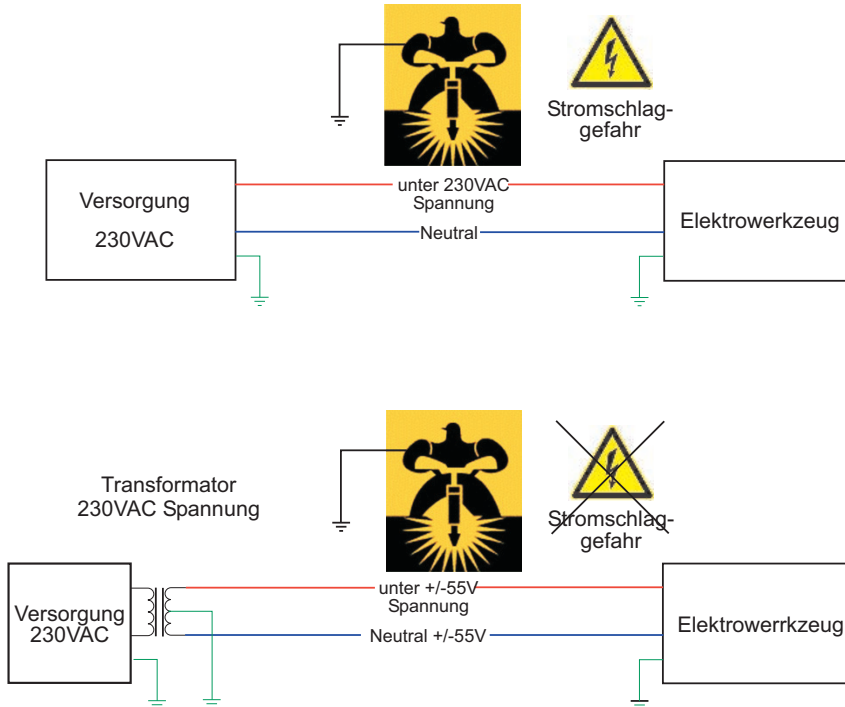 Stromschlag-
gefahr
Versorgung
230VAC
unter 230VAC
Spannung
Neutral
Elektrowerkzeug
Transformator
230VAC Spannung
Stromschlag-
gefahr
Versorgung
230VAC
unter +/-55V
Spannung
Neutral +/-55V
Elektrowerrkzeug